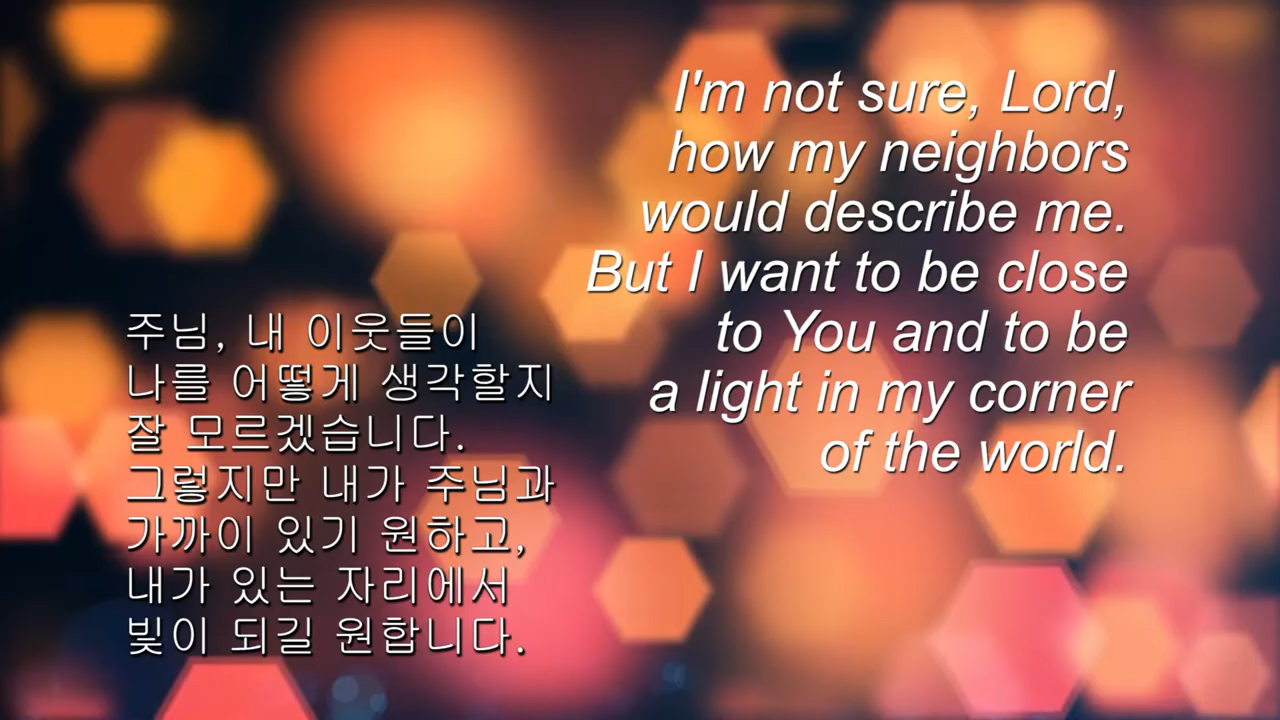 I'm not sure, Lord,
how my neighbors
would describe me.
But I want to be close
to You and to be
a light in my corner
of the world.
주님, 내 이웃들이
나를 어떻게 생각할지
잘 모르겠습니다.
그렇지만 내가 주님과
가까이 있기 원하고,
내가 있는 자리에서
빛이 되길 원합니다.